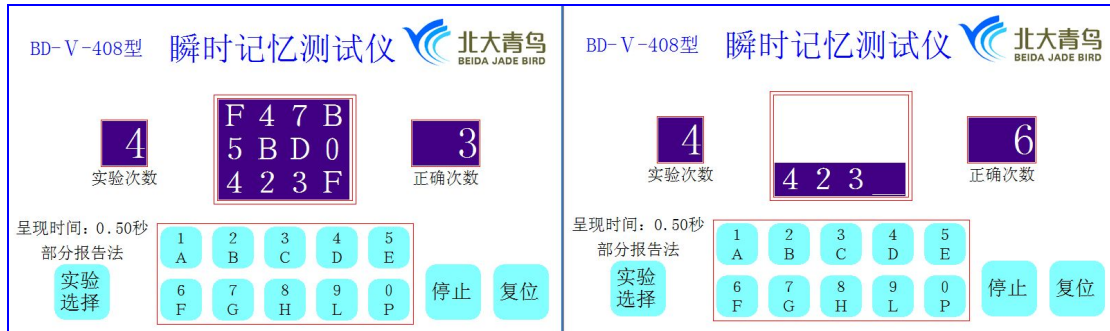 BD-Ⅴ-408型 瞬时记忆测试仪 北大青鸟
BEIDA JADE BIRD
F 4 7 B
5 B D 0
4 2 3 F
4
实验次数
3
正确次数
呈现时间：0.50秒
部分报告法
实验
选择
1 2 3 4 5
A B C D E
6 7 8 9 0
F G H L P
停止 复位
BD-Ⅴ-408型 瞬时记忆测试仪 北大青鸟
BEIDA JADE BIRD
4
实验次数
4 2 3 _
6
正确次数
呈现时间：0.50秒
部分报告法
实验
选择
1 2 3 4 5
A B C D E
6 7 8 9 0
F G H L P
停止 复位